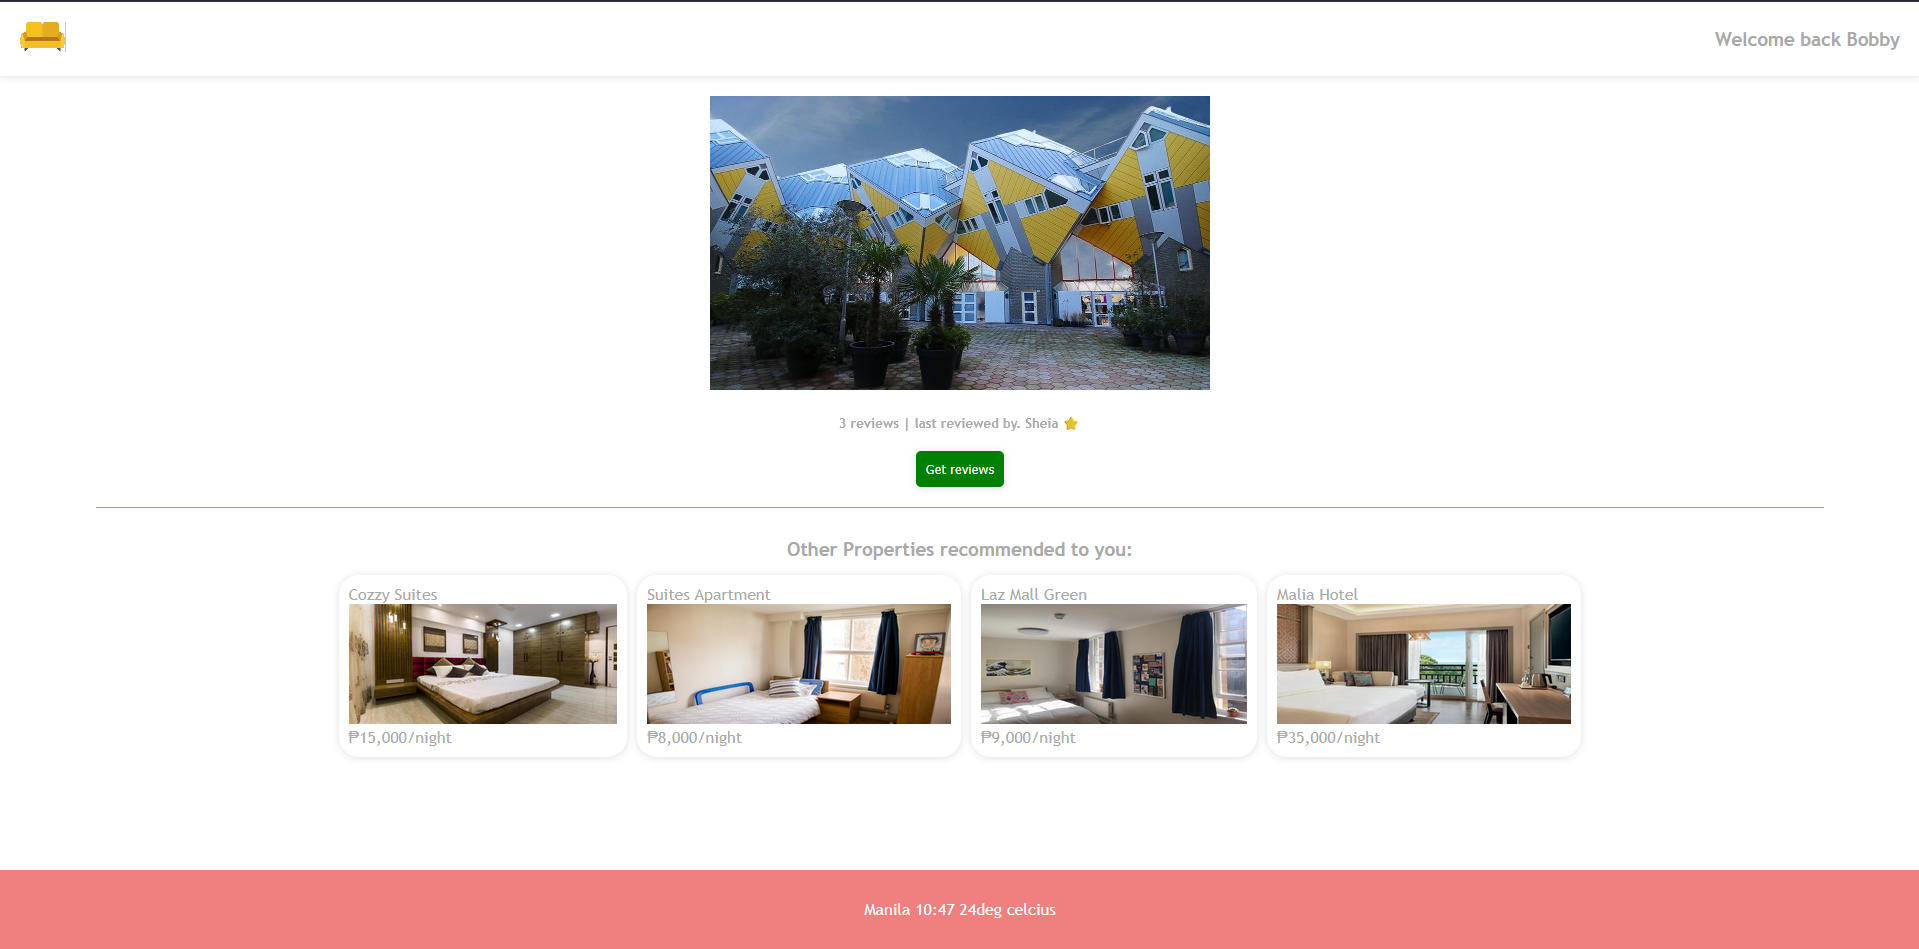 Welcome back Bobby
3 reviews | last reviewed by. Sheia ⭐
Get reviews
Other Properties recommended to you:
Cozzy Suites
₱15,000/night
Suites Apartment
₱8,000/night
Laz Mall Green
₱9,000/night
Malia Hotel
₱35,000/night
Manila 10:47 24deg celcius